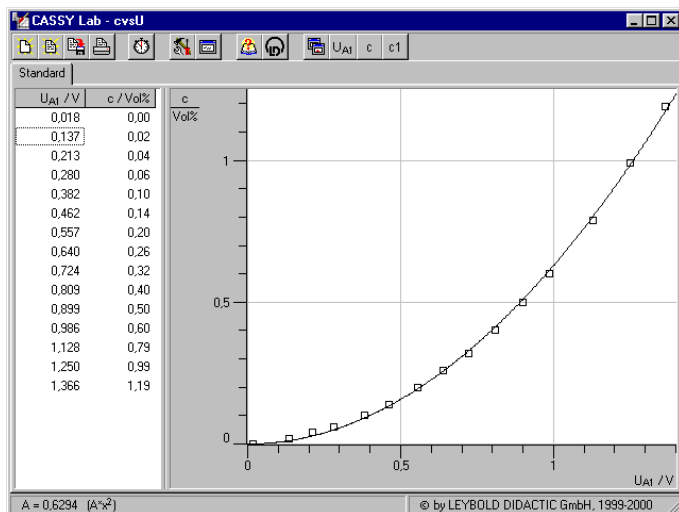 CASSY Lab - cvsU
UA1 c c1
Standard
UA1 / V c / Vol%
0,018 0,00
0,137 0,02
0,213 0,04
0,280 0,06
0,382 0,10
0,462 0,14
0,557 0,20
0,640 0,26
0,724 0,32
0,809 0,40
0,899 0,50
0,986 0,60
1,128 0,79
1,250 0,99
1,366 1,19
c
Vol%
1
0,5
0
0 0,5 1
UA1 / V
A = 0,6294 (A*x²)
© by LEYBOLD DIDACTIC GmbH, 1999-2000